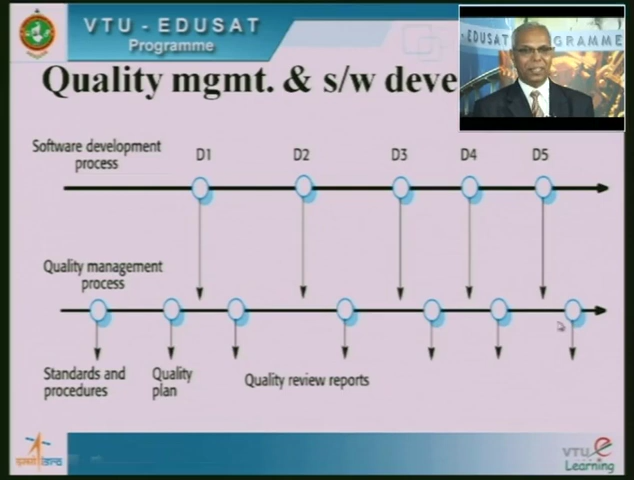 VTU - EDUSAT
Programme
EDUSAT
GRAMME
Quality mgmt. & s/w deve
Software development
process
D1
D2
D3
D4
D5
Quality management
process
Standards and
procedures
Quality
plan
Quality review reports
VTU e
Learning